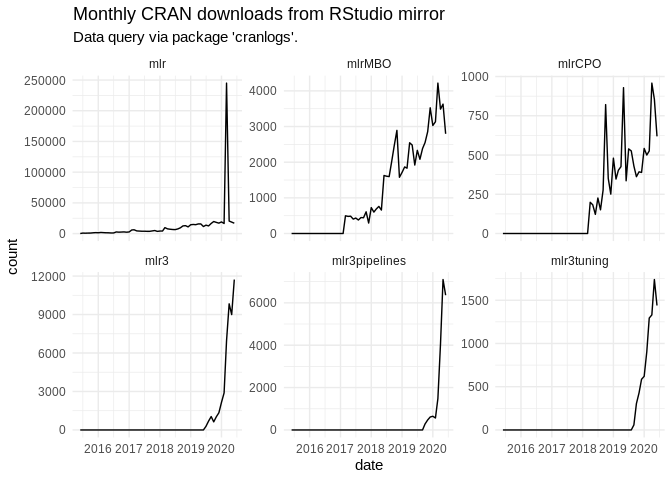 Monthly CRAN downloads from RStudio mirror
Data query via package 'cranlogs'.
mlr
mlrMBO
mlrCPO
250000
200000
150000
100000
50000
0
4000
3000
2000
1000
0
1000
750
500
250
0
count
mlr3
mlr3pipelines
mlr3tuning
12000
9000
6000
3000
0
6000
4000
2000
0
1500
1000
500
0
2016 2017 2018 2019 2020
2016 2017 2018 2019 2020
2016 2017 2018 2019 2020
date